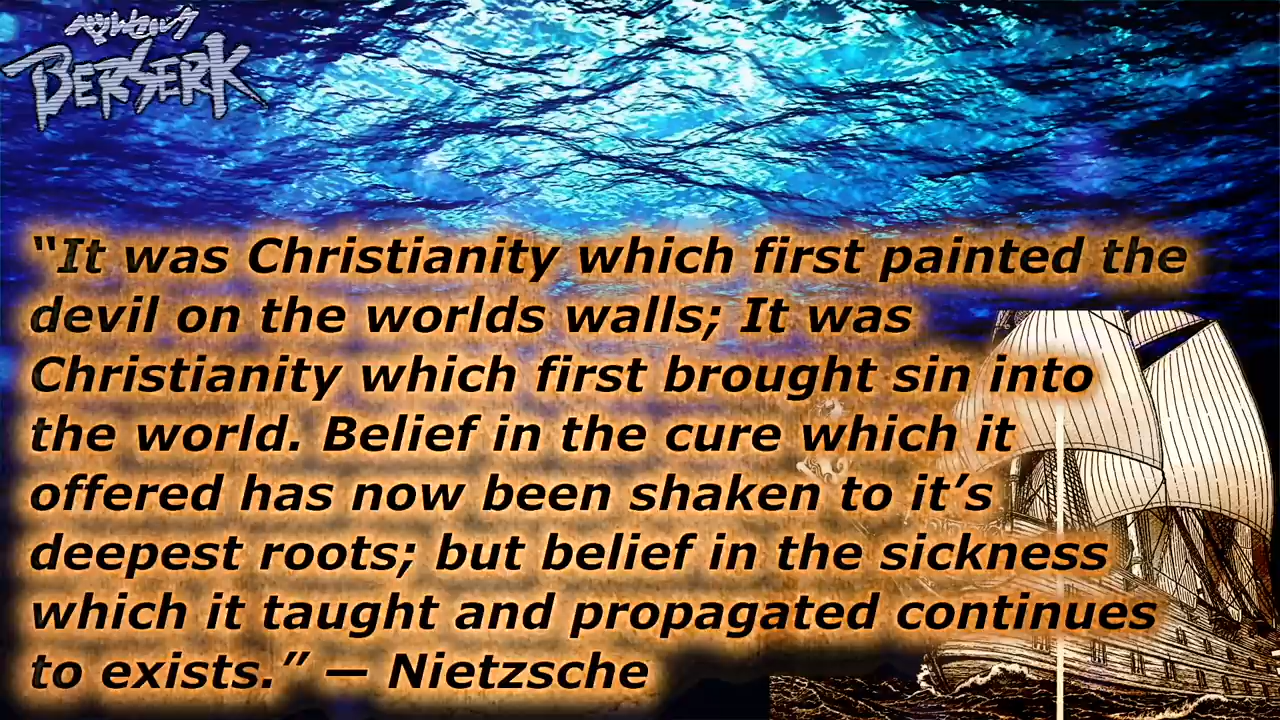 BERSERK
“It was Christianity which first painted the
devil on the worlds walls; It was
Christianity which first brought sin into
the world. Belief in the cure which it
offered has now been shaken to it’s
deepest roots; but belief in the sickness
which it taught and propagated continues
to exists.” — Nietzsche